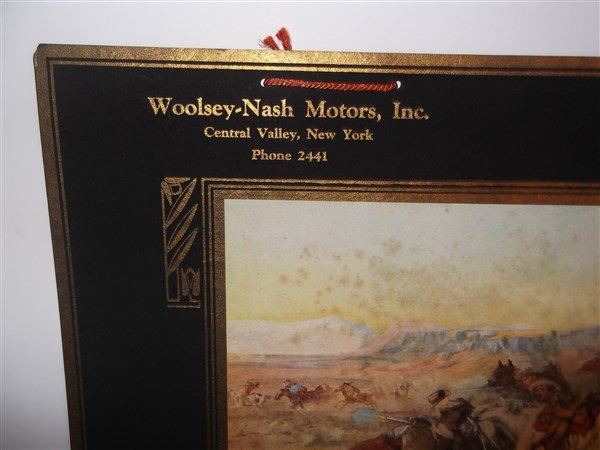 Woolsey-Nash Motors, Inc.
Central Valley, New York
Phone 2441